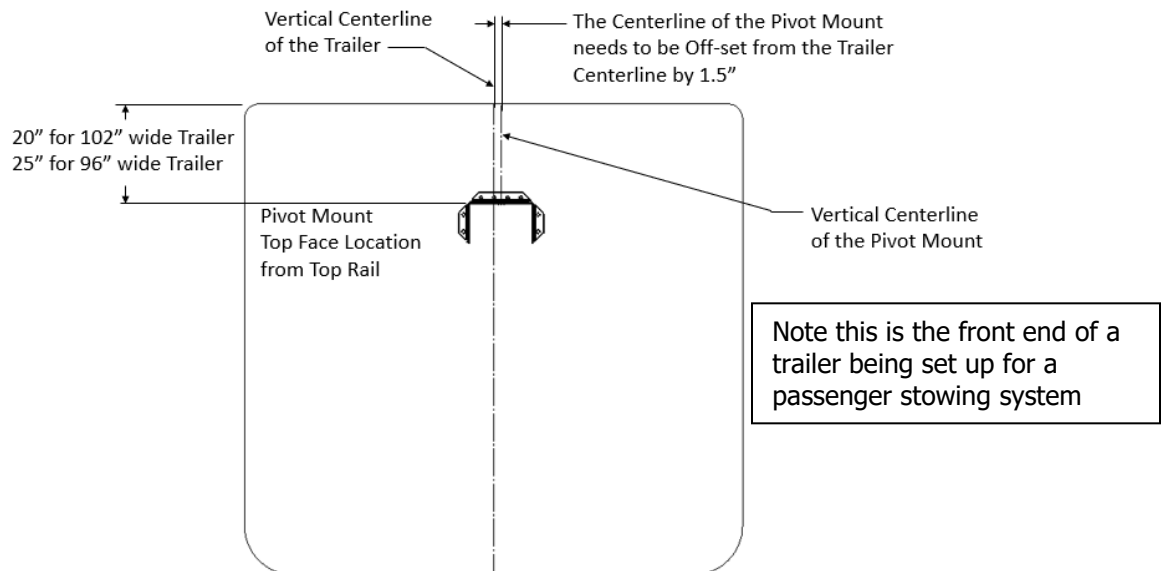 Vertical Centerline
of the Trailer
The Centerline of the Pivot Mount
needs to be Off-set from the Trailer
Centerline by 1.5”
20” for 102” wide Trailer
25” for 96” wide Trailer
Pivot Mount
Top Face Location
from Top Rail
Vertical Centerline
of the Pivot Mount
Note this is the front end of a
trailer being set up for a
passenger stowing system